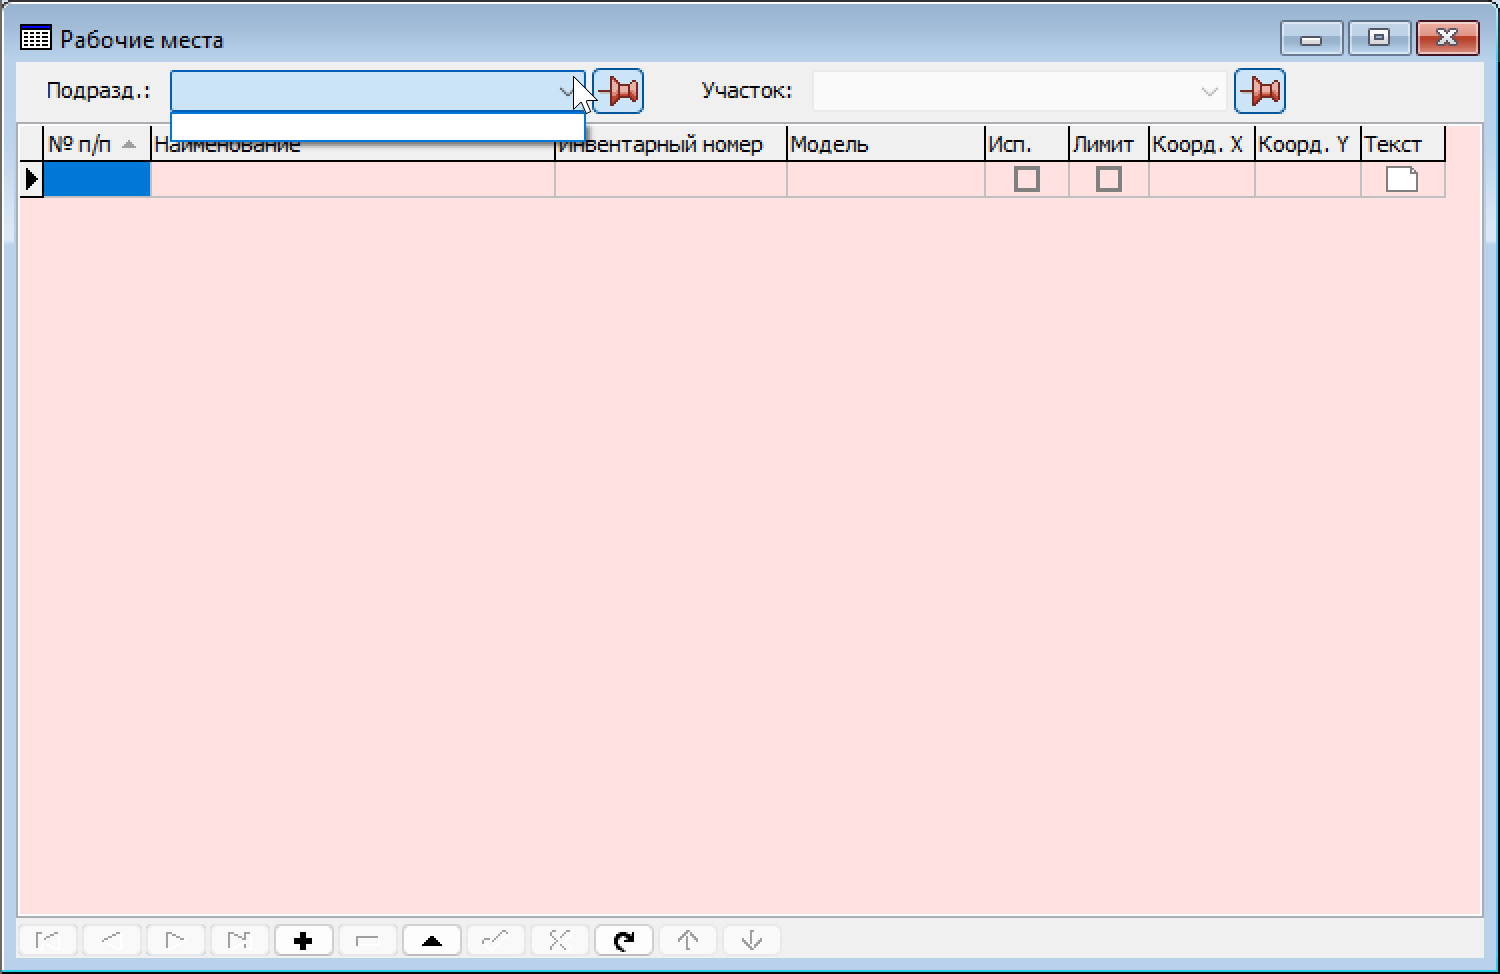 Рабочие места
Подразд.: Участок:
№ п/п Наименование Инвентарный номер Модель Исп. Лимит Коорд. X Коорд. Y Текст